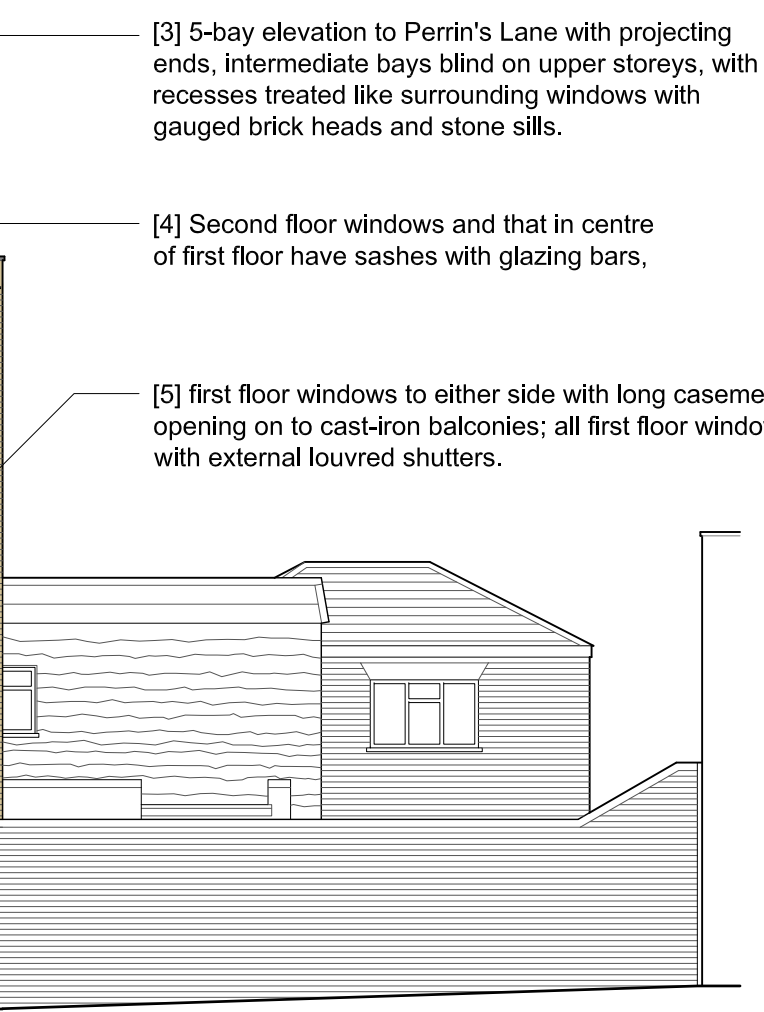 [3] 5-bay elevation to Perrin's Lane with projecting
ends, intermediate bays blind on upper storeys, with
recesses treated like surrounding windows with
gauged brick heads and stone sills.
[4] Second floor windows and that in centre
of first floor have sashes with glazing bars,
[5] first floor windows to either side with long caseme
opening on to cast-iron balconies; all first floor windo
with external louvred shutters.